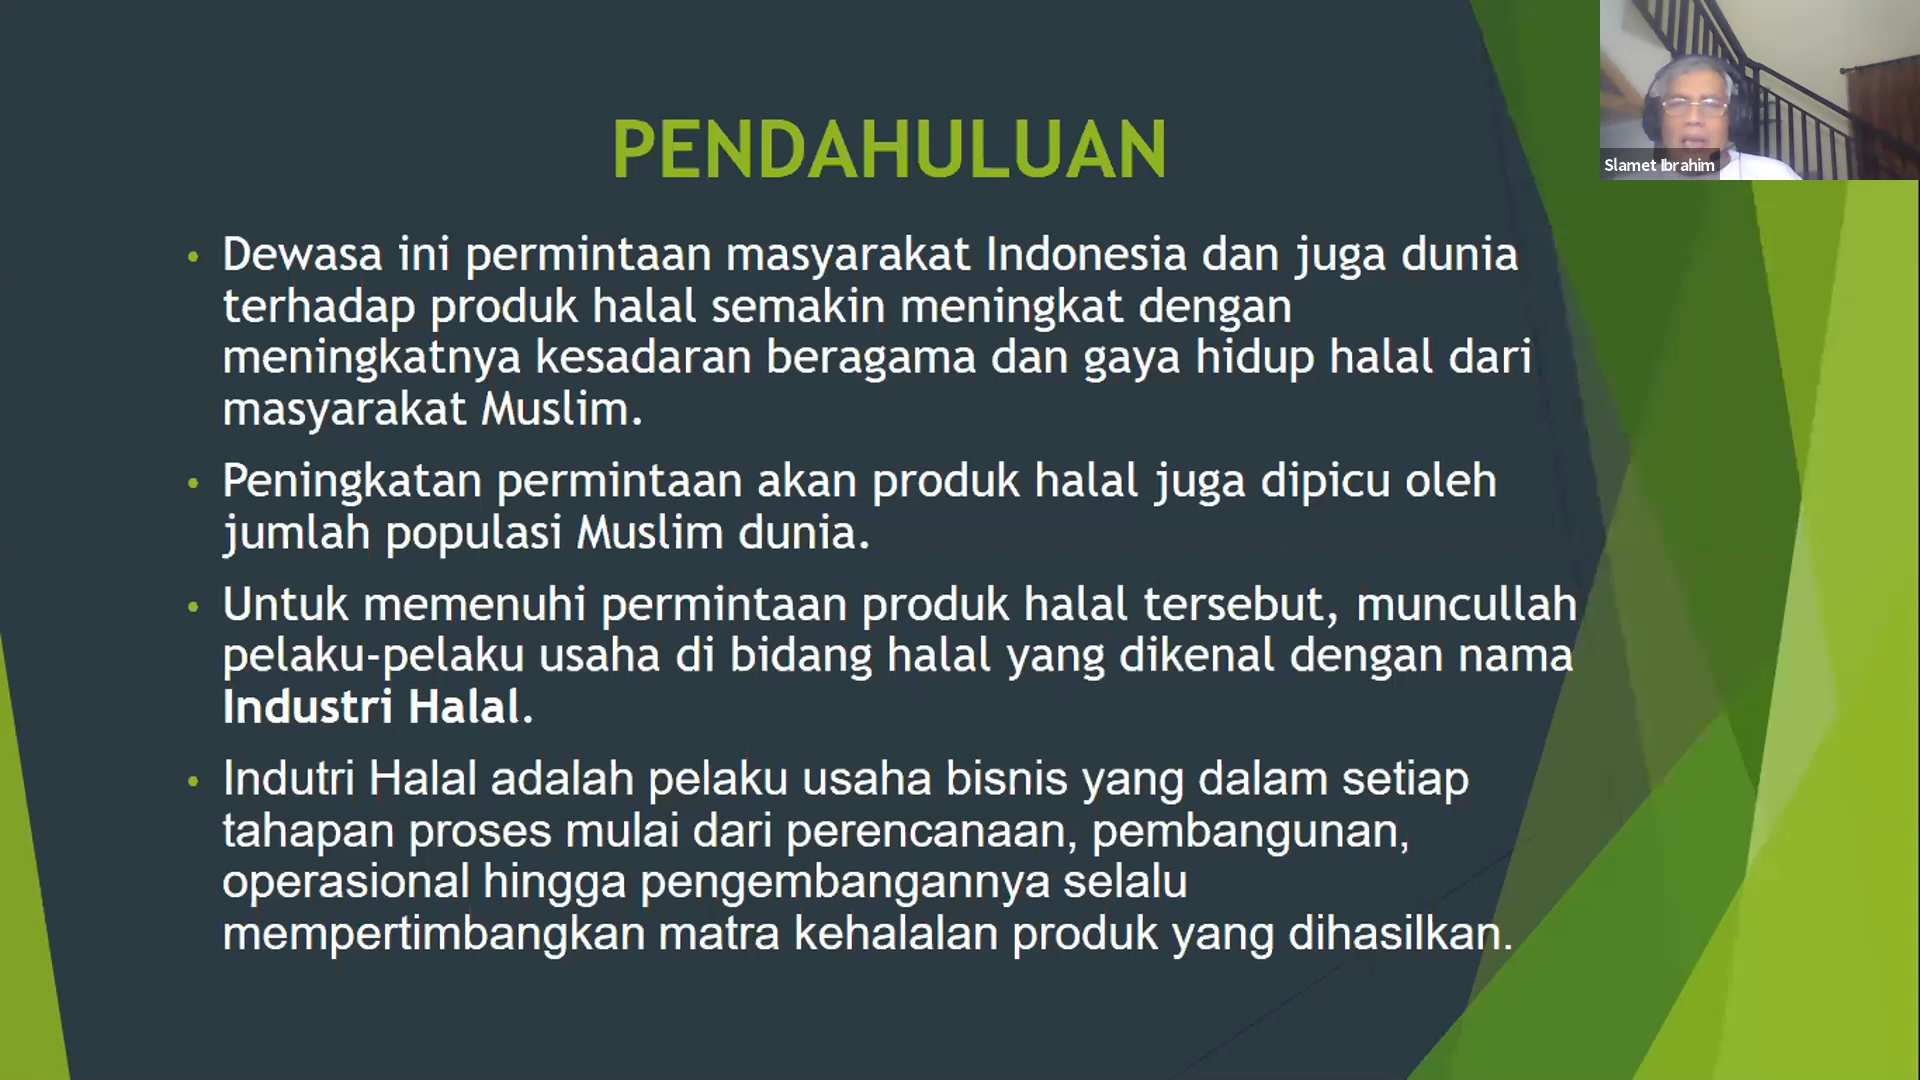 PENDAHULUAN
Slamet Ibrahim
• Dewasa ini permintaan masyarakat Indonesia dan juga dunia
terhadap produk halal semakin meningkat dengan
meningkatnya kesadaran beragama dan gaya hidup halal dari
masyarakat Muslim.
• Peningkatan permintaan akan produk halal juga dipicu oleh
jumlah populasi Muslim dunia.
• Untuk memenuhi permintaan produk halal tersebut, muncullah
pelaku-pelaku usaha di bidang halal yang dikenal dengan nama
Industri Halal.
• Indutri Halal adalah pelaku usaha bisnis yang dalam setiap
tahapan proses mulai dari perencanaan, pembangunan,
operasional hingga pengembangannya selalu
mempertimbangkan matra kehalalan produk yang dihasilkan.